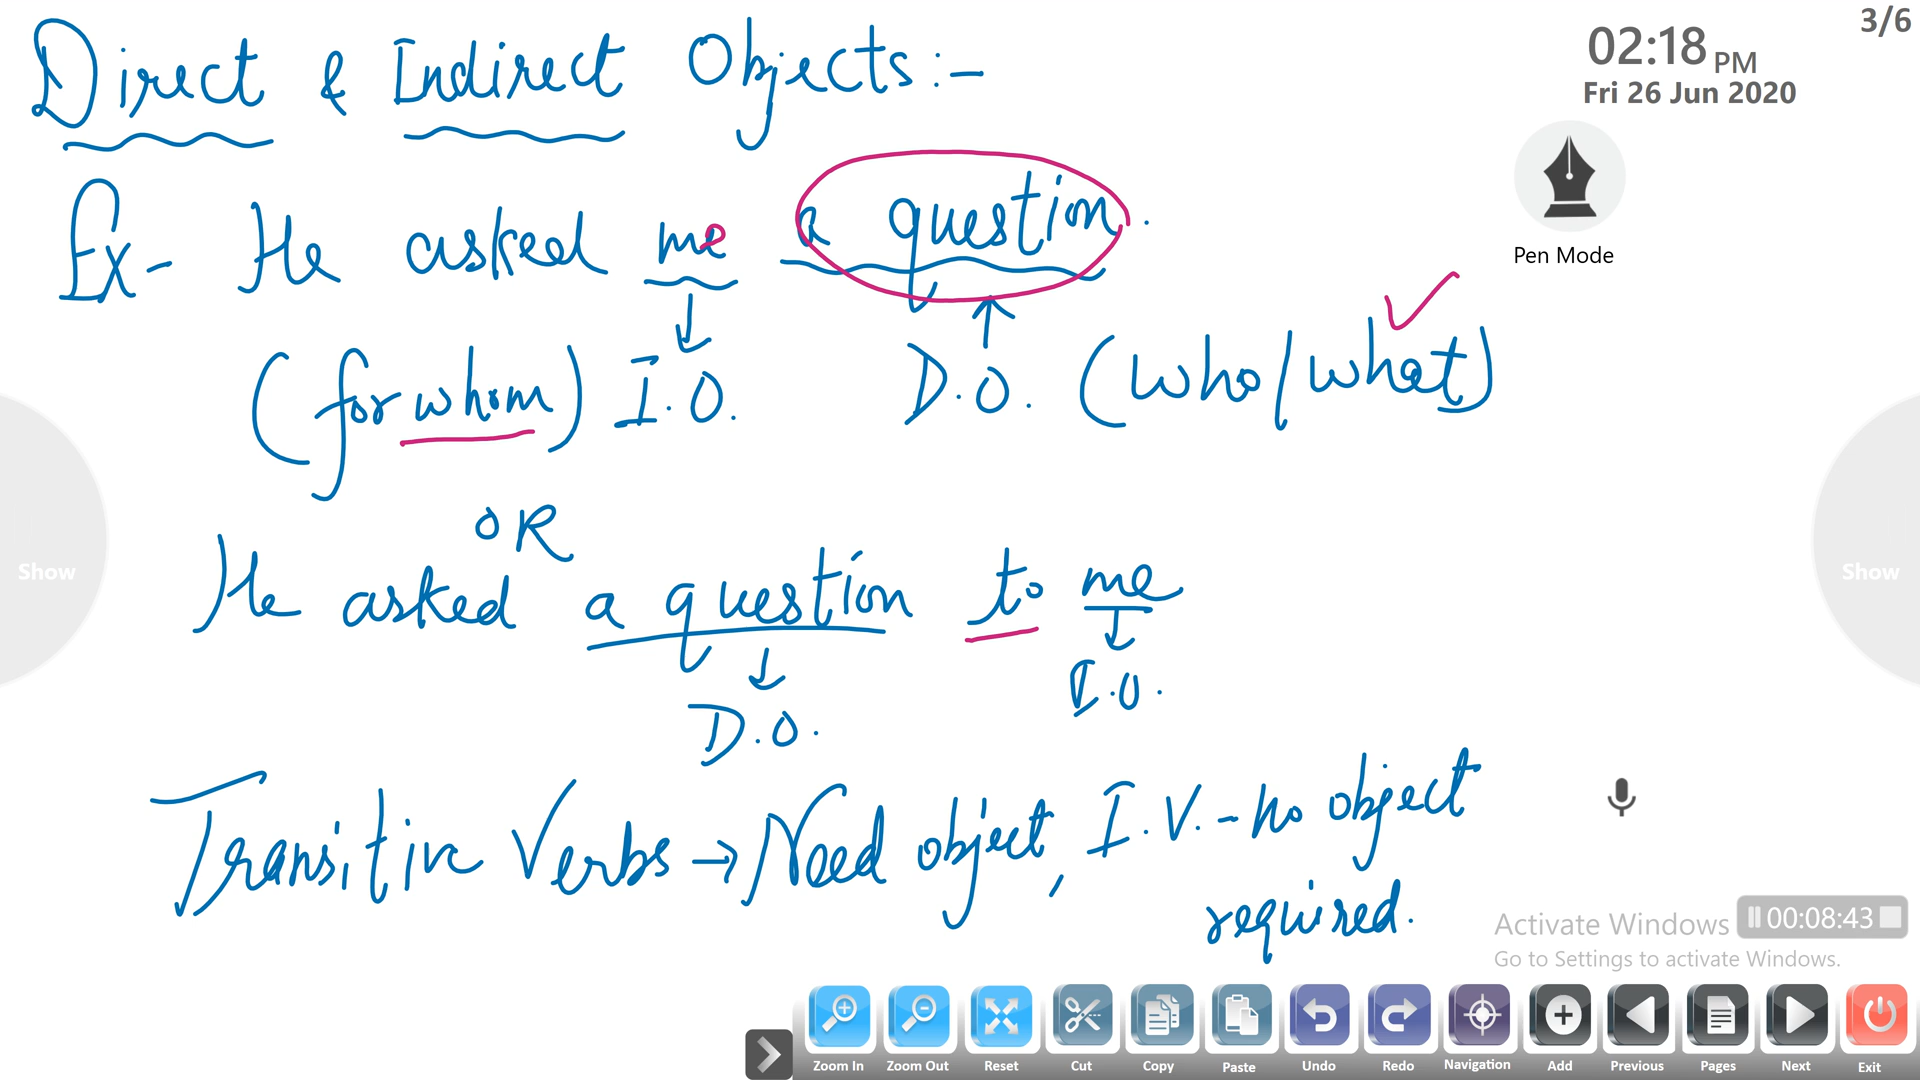 3/6
02:18 PM
Fri 26 Jun 2020
Pen Mode
Direct & Indirect Objects:-
Ex- He asked me a question.
(for whom) I.O. D.O. (who/what)
OR
He asked a question to me
D.O. I.O.
Transitive Verbs → Need object, I.V. - no object
required.
Show
Show
Activate Windows
Go to Settings to activate Windows.
00:08:43
Zoom In Zoom Out Reset Cut Copy Paste Undo Redo Navigation Add Previous Pages Next Exit